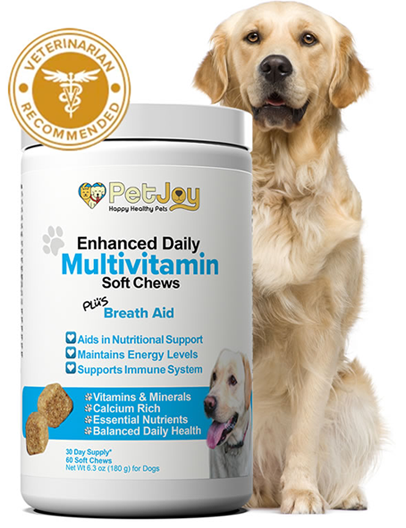 VETERINARIAN
RECOMMENDED
PetJoy
Happy Healthy Pets
Enhanced Daily
Multivitamin
Soft Chews
PLUS
Breath Aid
Aids in Nutritional Support
Maintains Energy Levels
Supports Immune System
Vitamins & Minerals
Calcium Rich
Essential Nutrients
Balanced Daily Health
30 Day Supply*
60 Soft Chews
Net Wt 6.3 oz (180 g) for Dogs